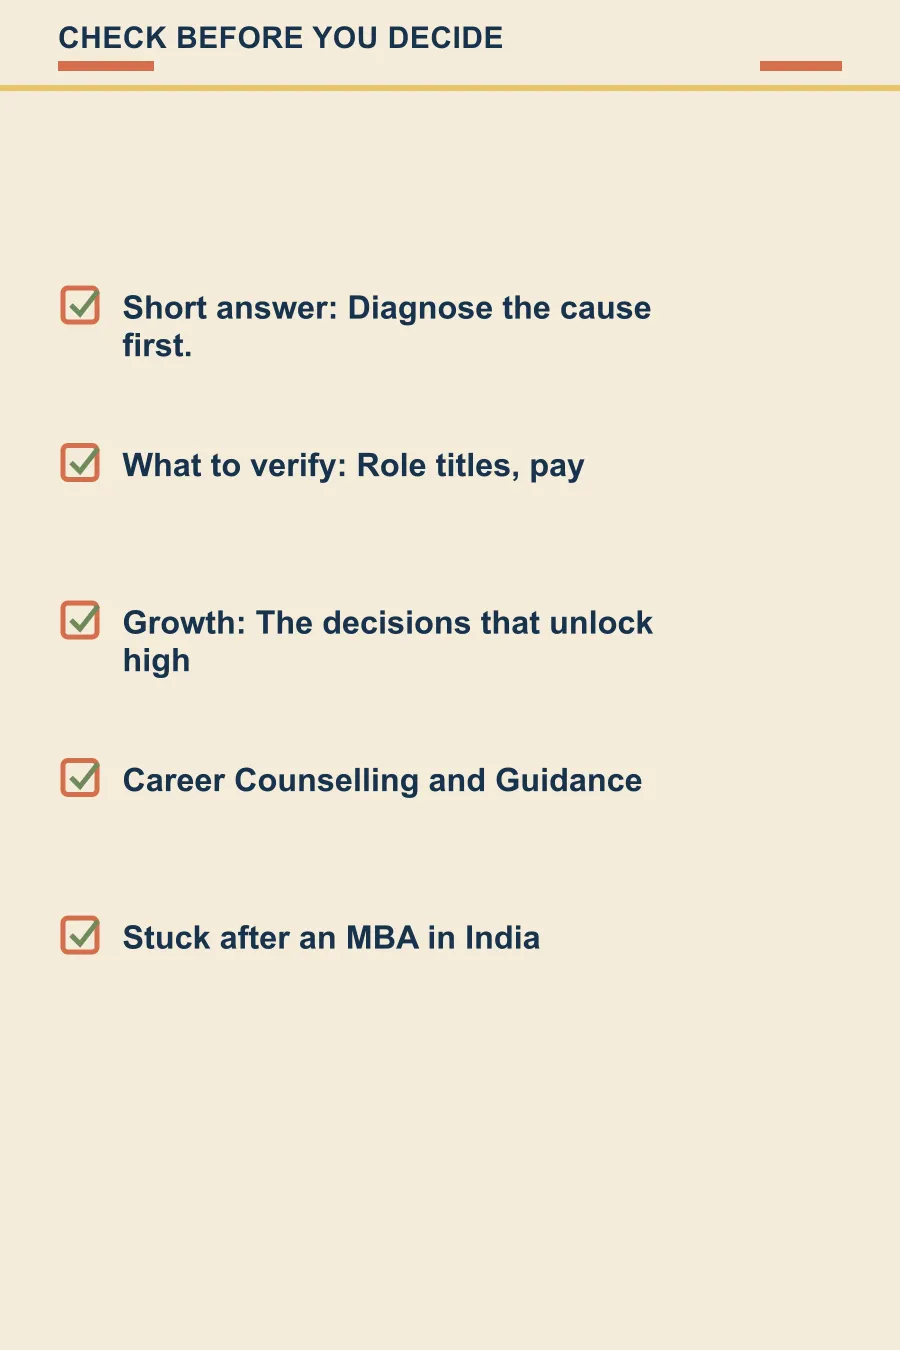 CHECK BEFORE YOU DECIDE
Short answer: Diagnose the cause
first.
What to verify: Role titles, pay
Growth: The decisions that unlock
high
Career Counselling and Guidance
Stuck after an MBA in India